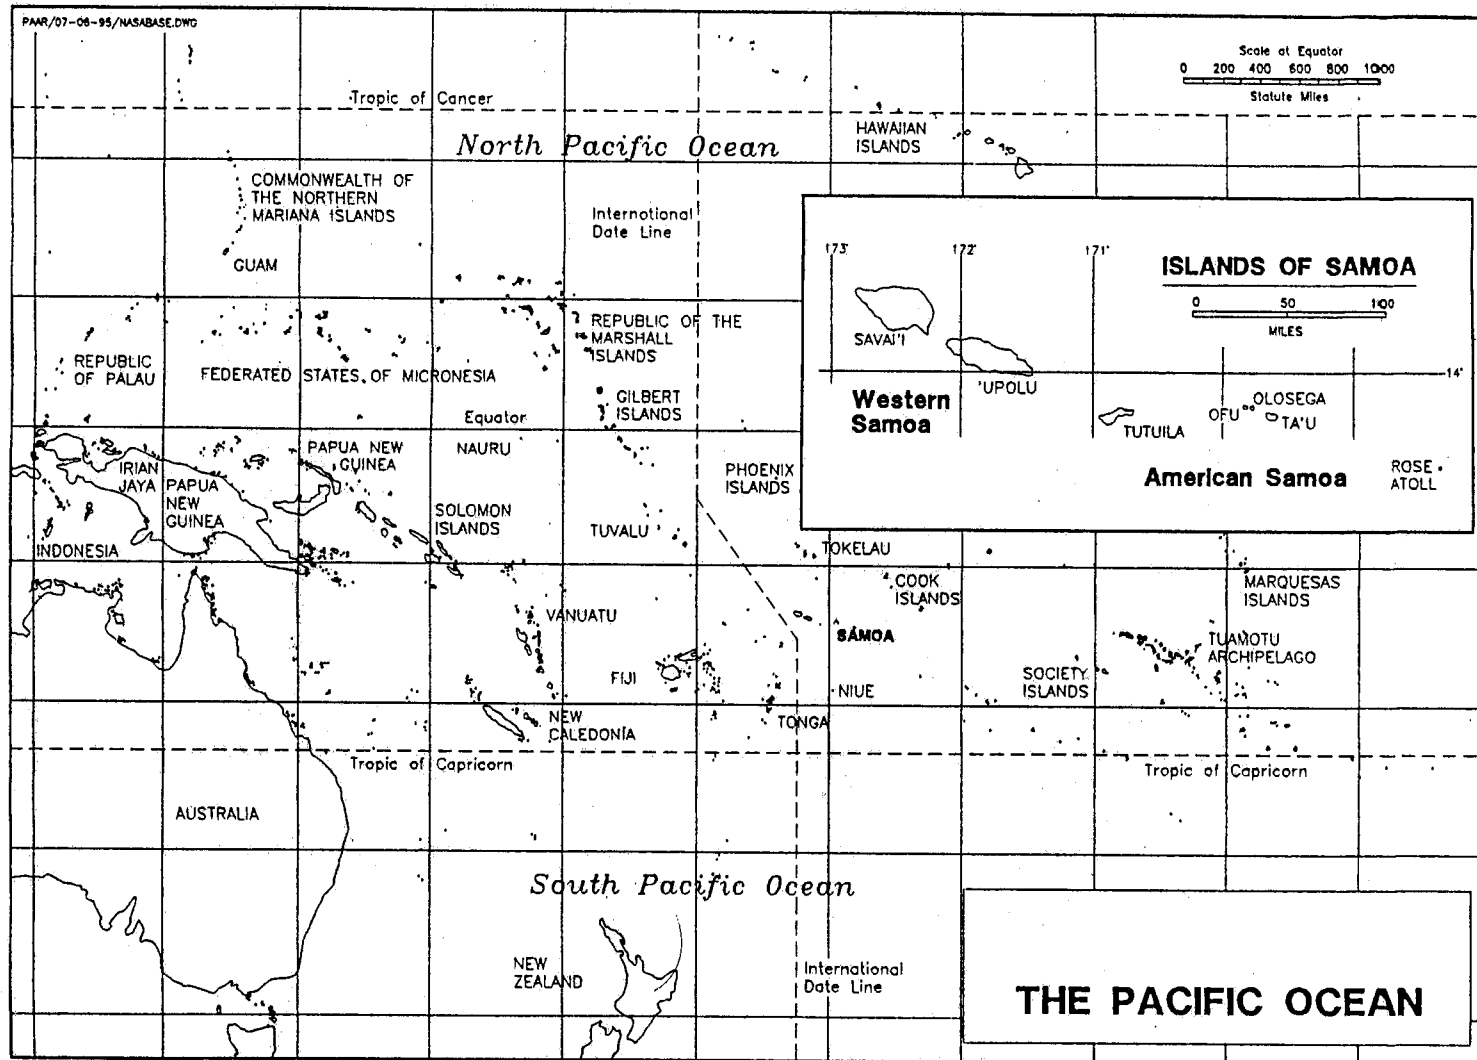 PAAR/07-06-95/NASABASE.DWG
Scale at Equator
0 200 400 600 800 1000
Statute Miles
Tropic of Cancer
North Pacific Ocean
HAWAIIAN
ISLANDS
COMMONWEALTH OF
THE NORTHERN
MARIANA ISLANDS
International
Date Line
GUAM
173'
172'
171'
ISLANDS OF SAMOA
0 50 100
MILES
SAVAI'I
'UPOLU
14'
Western
Samoa
TUTUILA
OFU
OLOSEGA
TA'U
American Samoa
ROSE
ATOLL
REPUBLIC OF THE
MARSHALL
ISLANDS
REPUBLIC
OF PALAU
FEDERATED STATES OF MICRONESIA
GILBERT
ISLANDS
Equator
NAURU
PAPUA NEW
GUINEA
IRIAN
JAYA
PAPUA
NEW
GUINEA
PHOENIX
ISLANDS
SOLOMON
ISLANDS
TUVALU
INDONESIA
TOKELAU
COOK
ISLANDS
MARQUESAS
ISLANDS
VANUATU
SAMOA
TUAMOTU
ARCHIPELAGO
FIJI
SOCIETY
ISLANDS
NIUE
NEW
CALEDONIA
TONGA
Tropic of Capricorn
Tropic of Capricorn
AUSTRALIA
South Pacific Ocean
NEW
ZEALAND
International
Date Line
THE PACIFIC OCEAN